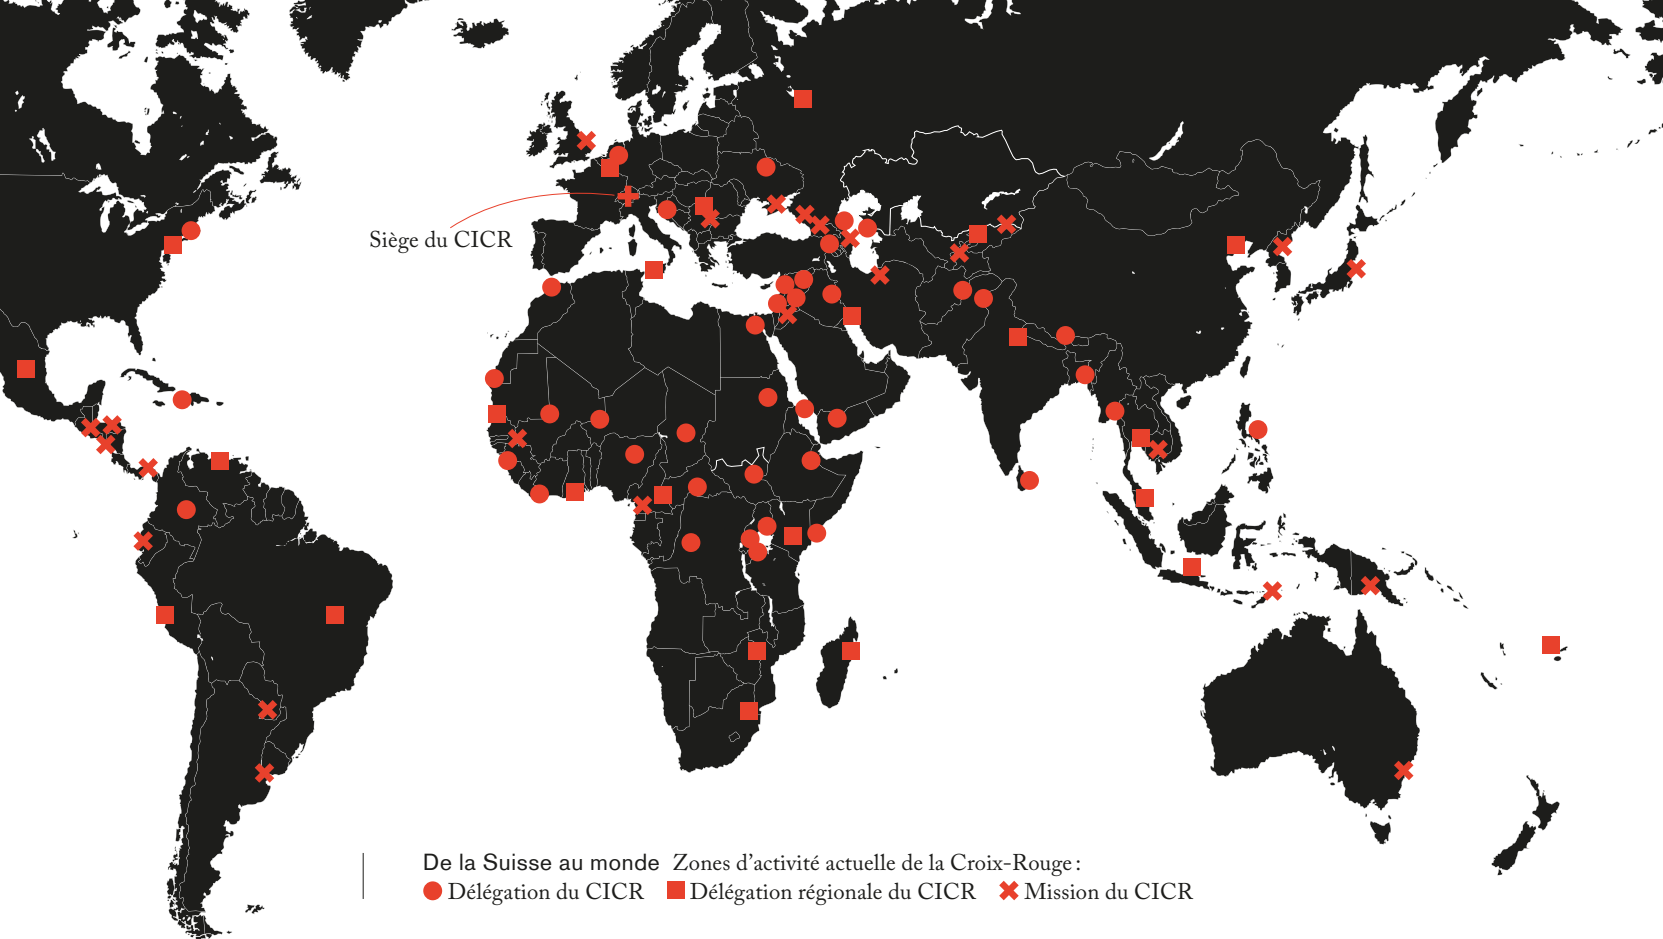 Siège du CICR
De la Suisse au monde Zones d’activité actuelle de la Croix-Rouge :
Délégation du CICR Délégation régionale du CICR Mission du CICR